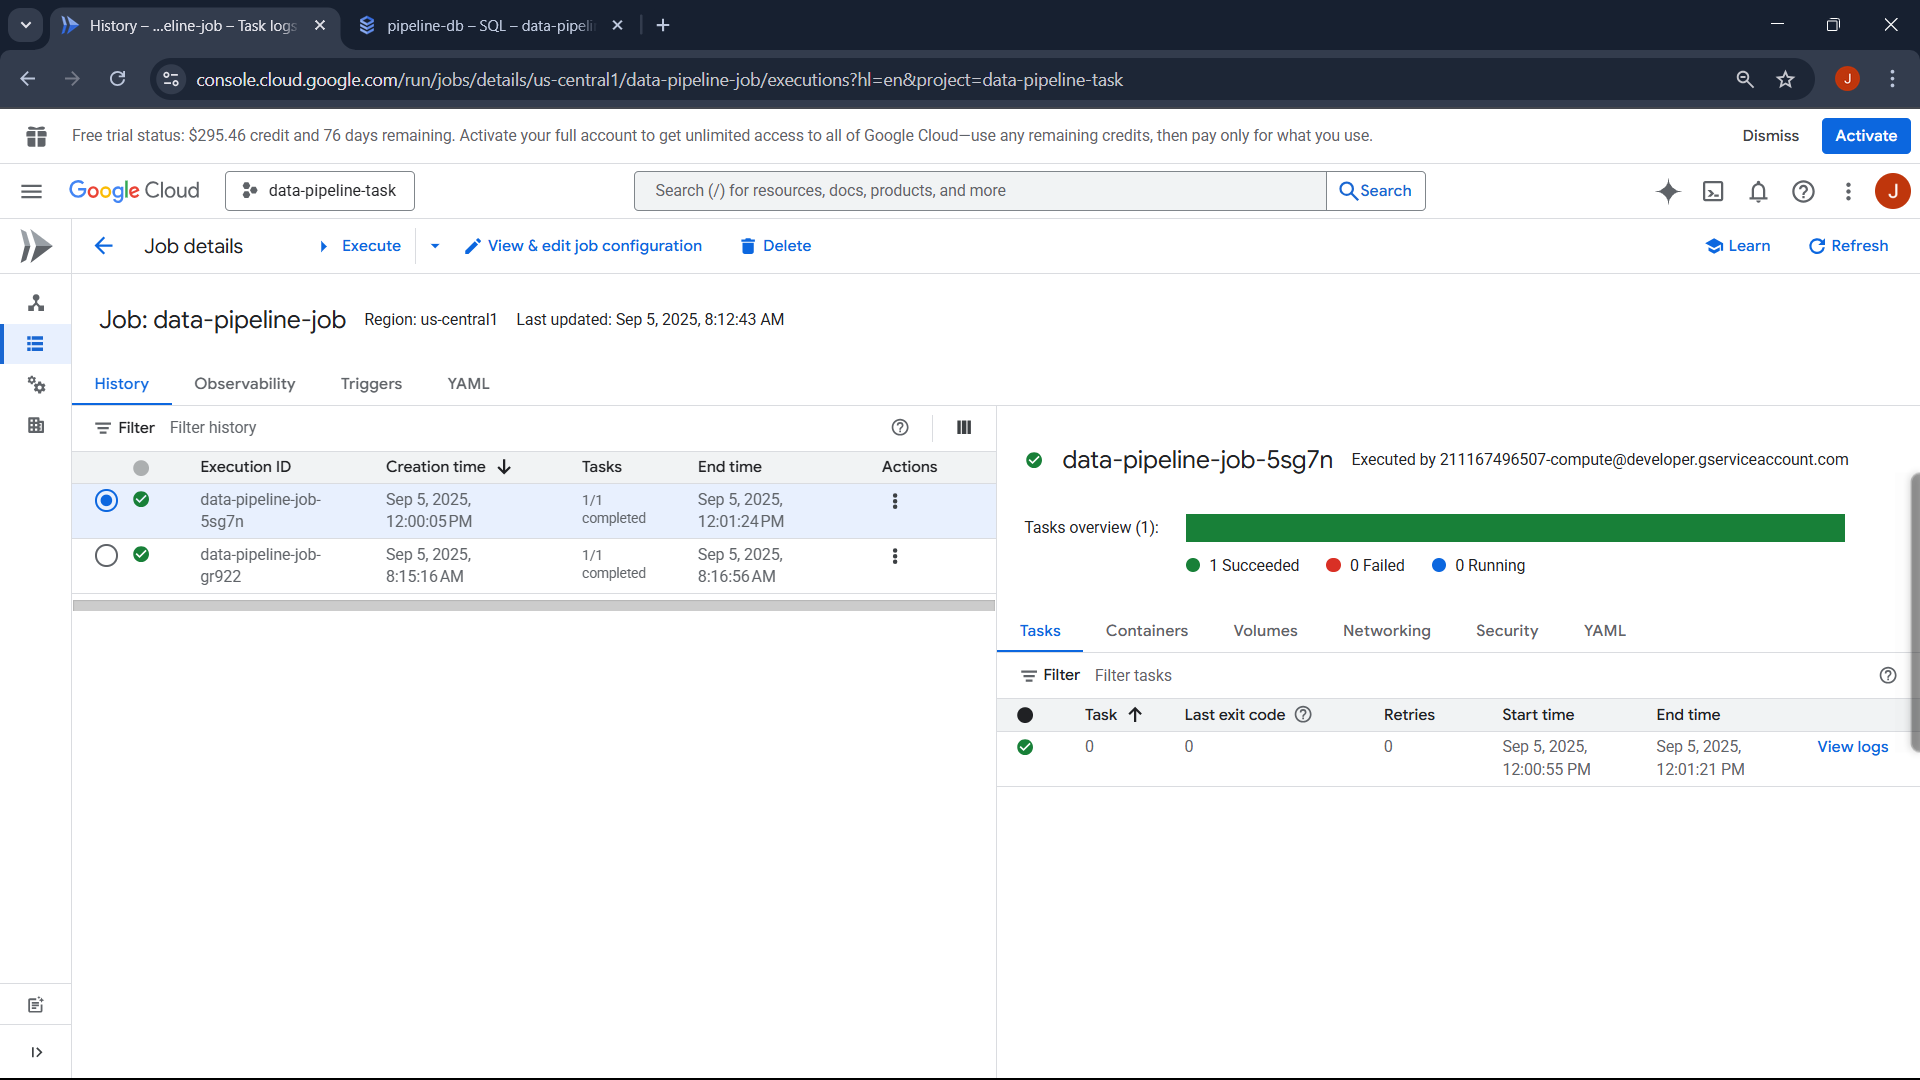 History – ...eline-job – Task logs
pipeline-db – SQL – data-pipeli
console.cloud.google.com/run/jobs/details/us-central1/data-pipeline-job/executions?hl=en&project=data-pipeline-task
J
Free trial status: $295.46 credit and 76 days remaining. Activate your full account to get unlimited access to all of Google Cloud—use any remaining credits, then pay only for what you use.
Dismiss
Activate
Google Cloud
data-pipeline-task
Search (/) for resources, docs, products, and more
Search
J
Job details
Execute
View & edit job configuration
Delete
Learn
Refresh
Job: data-pipeline-job
Region: us-central1
Last updated: Sep 5, 2025, 8:12:43 AM
History
Observability
Triggers
YAML
Filter
Filter history
Execution ID
Creation time
Tasks
End time
Actions
data-pipeline-job-
5sg7n
Sep 5, 2025,
12:00:05 PM
1/1
completed
Sep 5, 2025,
12:01:24 PM
data-pipeline-job-
gr922
Sep 5, 2025,
8:15:16 AM
1/1
completed
Sep 5, 2025,
8:16:56 AM
data-pipeline-job-5sg7n
Executed by 211167496507-compute@developer.gserviceaccount.com
Tasks overview (1):
1 Succeeded
0 Failed
0 Running
Tasks
Containers
Volumes
Networking
Security
YAML
Filter
Filter tasks
Task
Last exit code
Retries
Start time
End time
0
0
0
Sep 5, 2025,
12:00:55 PM
Sep 5, 2025,
12:01:21 PM
View logs